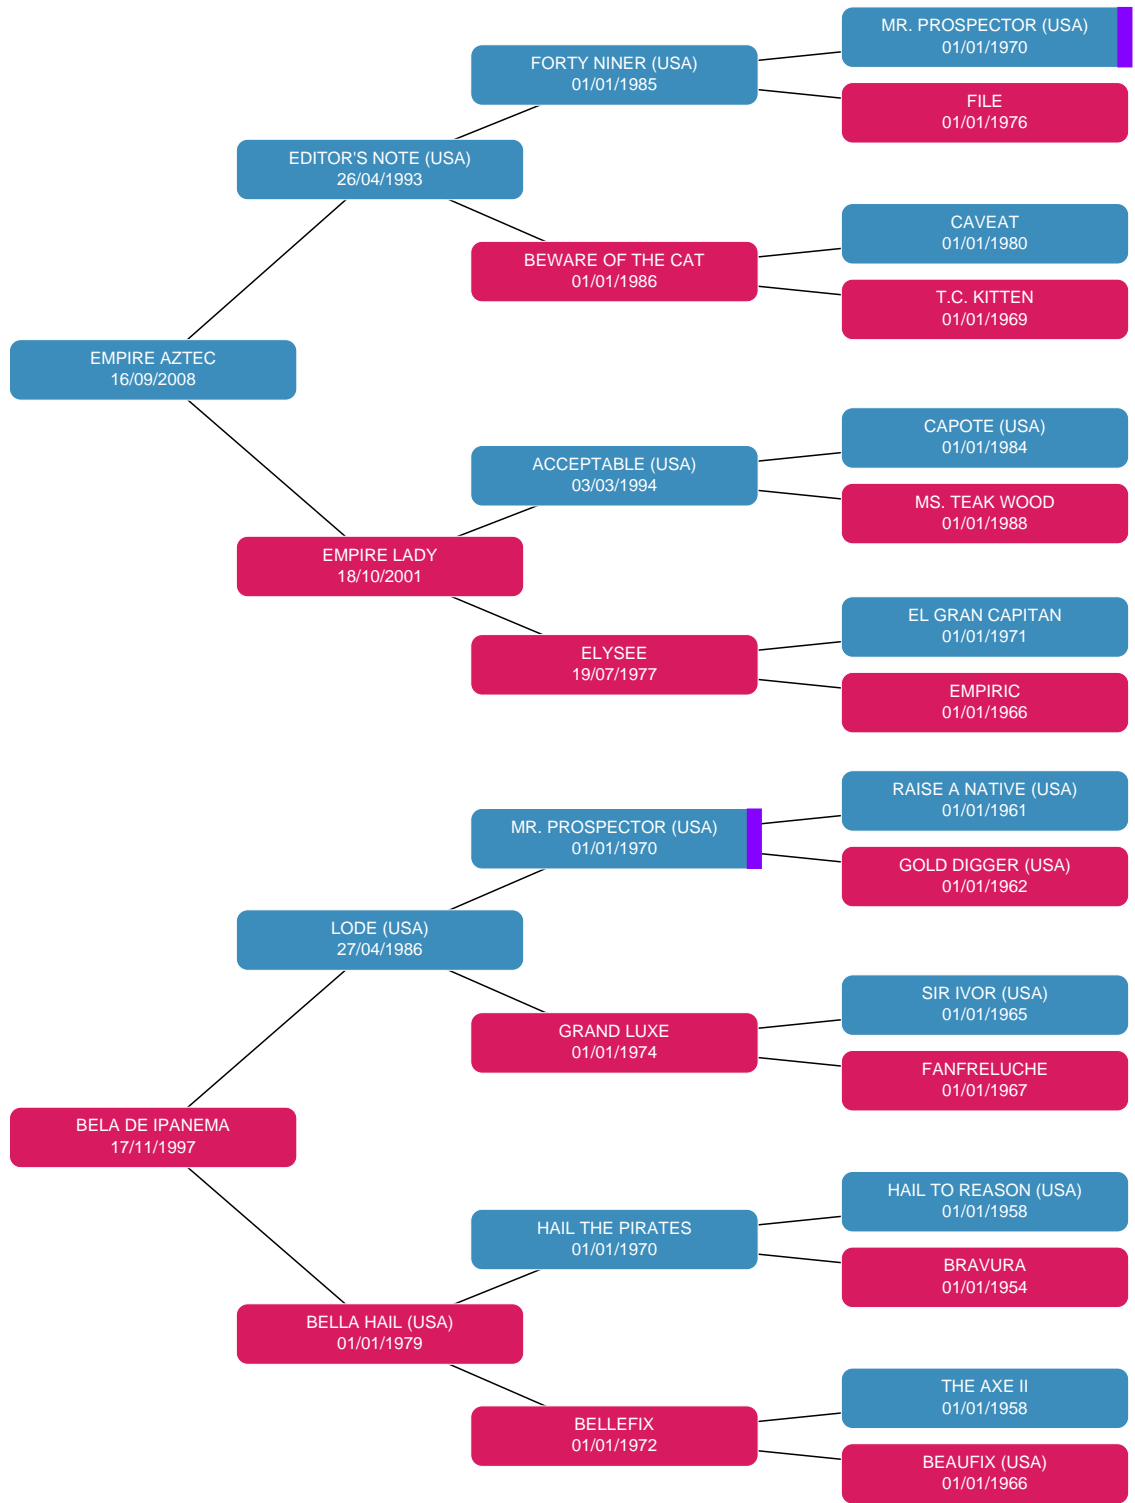 MR. PROSPECTOR (USA)
01/01/1970
FORTY NINER (USA)
01/01/1985
FILE
01/01/1976
EDITOR'S NOTE (USA)
26/04/1993
CAVEAT
01/01/1980
BEWARE OF THE CAT
01/01/1986
T.C. KITTEN
01/01/1969
EMPIRE AZTEC
16/09/2008
CAPOTE (USA)
01/01/1984
ACCEPTABLE (USA)
03/03/1994
MS. TEAK WOOD
01/01/1988
EMPIRE LADY
18/10/2001
EL GRAN CAPITAN
01/01/1971
ELYSEE
19/07/1977
EMPIRIC
01/01/1966
RAISE A NATIVE (USA)
01/01/1961
MR. PROSPECTOR (USA)
01/01/1970
GOLD DIGGER (USA)
01/01/1962
LODE (USA)
27/04/1986
SIR IVOR (USA)
01/01/1965
GRAND LUXE
01/01/1974
FANFRELUCHE
01/01/1967
BELA DE IPANEMA
17/11/1997
HAIL TO REASON (USA)
01/01/1958
HAIL THE PIRATES
01/01/1970
BRAVURA
01/01/1954
BELLA HAIL (USA)
01/01/1979
THE AXE II
01/01/1958
BELLEFIX
01/01/1972
BEAUFIX (USA)
01/01/1966